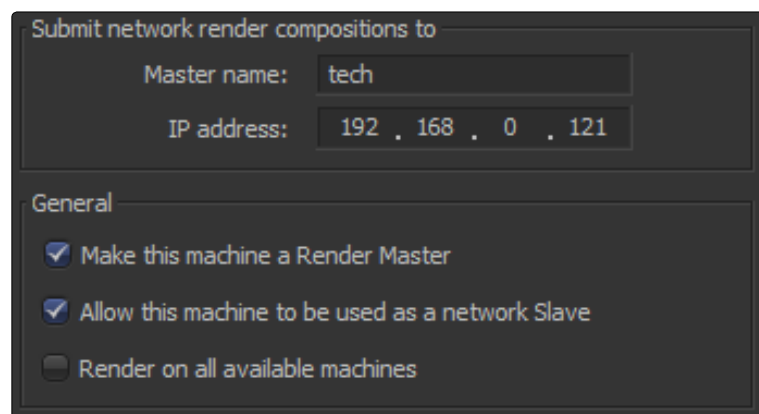 Submit network render compositions to
Master name: tech
IP address: 192 . 168 . 0 . 121
General
Make this machine a Render Master
Allow this machine to be used as a network Slave
Render on all available machines